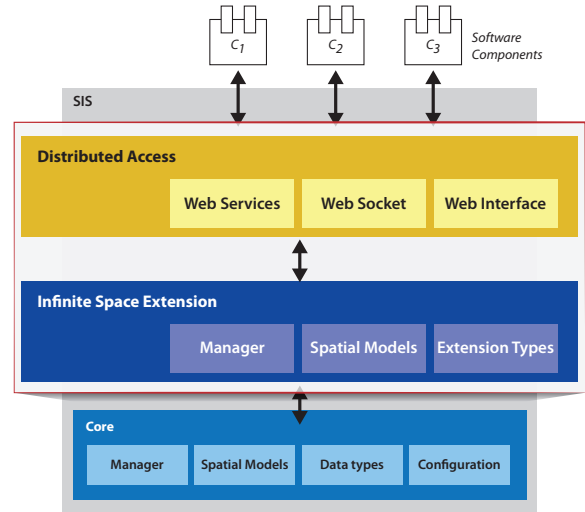 C1
C2
C3
Software
Components
SIS
Distributed Access
Web Services
Web Socket
Web Interface
Infinite Space Extension
Manager
Spatial Models
Extension Types
Core
Manager
Spatial Models
Data types
Configuration